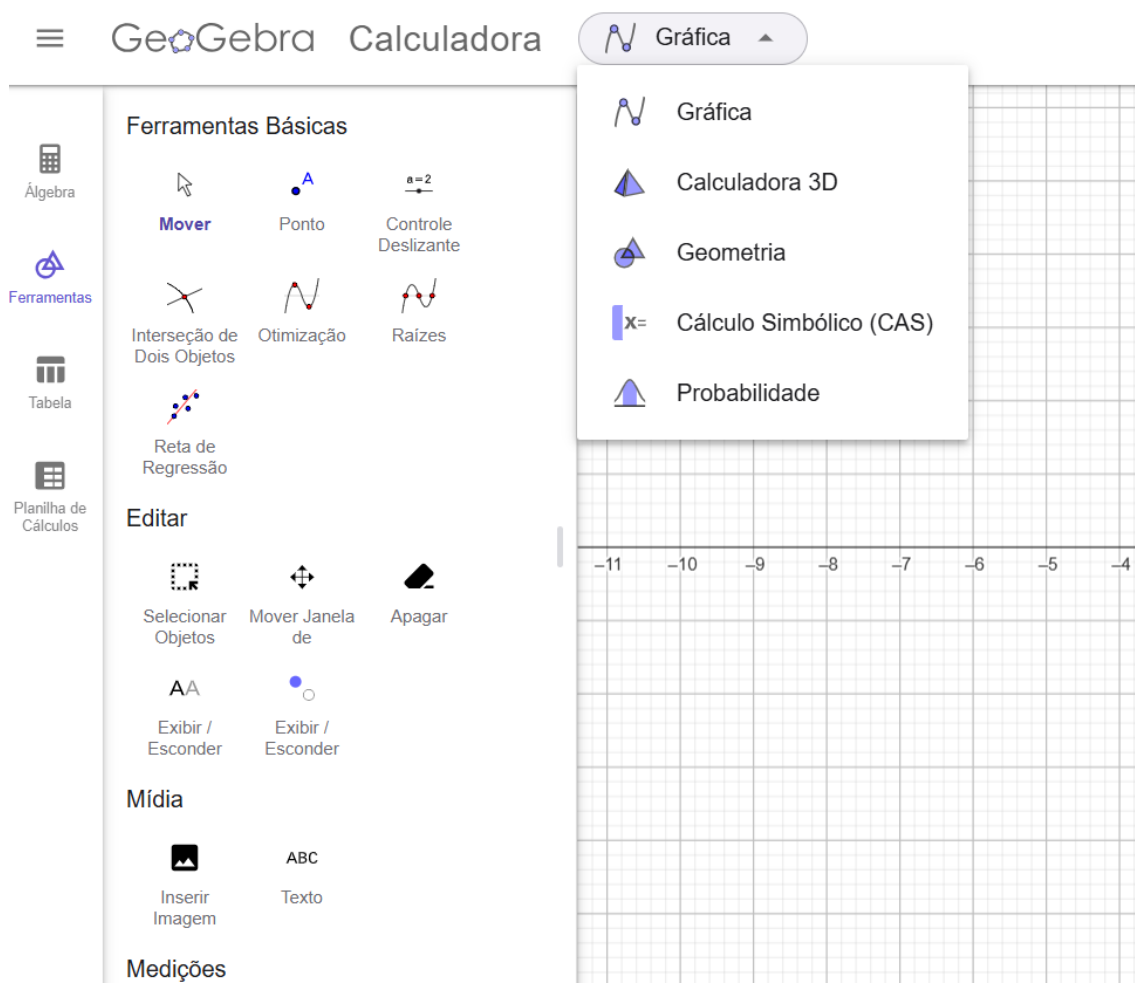 GeoGebra Calculadora
Gráfica
Gráfica
Calculadora 3D
Geometria
x=
Cálculo Simbólico (CAS)
Probabilidade
Álgebra
Ferramentas
Tabela
Planilha de
Cálculos
Ferramentas Básicas
A
a=2
Mover
Ponto
Controle
Deslizante
Interseção de
Dois Objetos
Otimização
Raízes
Reta de
Regressão
Editar
Selecionar
Objetos
Mover Janela
de
Apagar
AA
Exibir /
Esconder
Exibir /
Esconder
Mídia
ABC
Inserir
Imagem
Texto
Medições
–11 –10 –9 –8 –7 –6 –5 –4